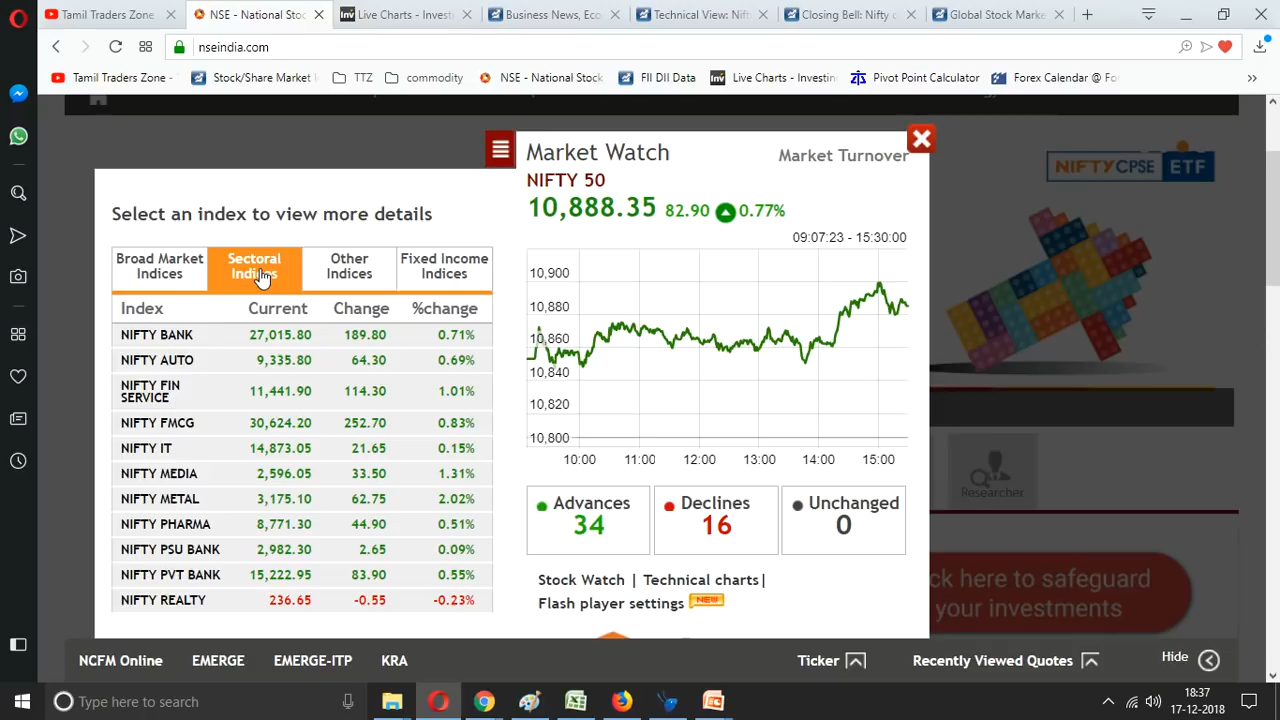 Tamil Traders Zone
NSE - National Stoc
Live Charts - Investi
Business News, Eco
Technical View: Nif
Closing Bell: Nifty c
Global Stock Marke
nseindia.com
Tamil Traders Zone -
Stock/Share Market I
TTZ
commodity
NSE - National Stock
FII DII Data
Live Charts - Investin
Pivot Point Calculator
Forex Calendar @ Fo
Market Watch
Market Turnover
NIFTY 50
10,888.35 82.90 0.77%
09:07:23 - 15:30:00
NIFTYCPSE ETF
Select an index to view more details
Broad Market Indices
Sectoral Indices
Other Indices
Fixed Income Indices
Index Current Change %change
NIFTY BANK 27,015.80 189.80 0.71%
NIFTY AUTO 9,335.80 64.30 0.69%
NIFTY FIN SERVICE 11,441.90 114.30 1.01%
NIFTY FMCG 30,624.20 252.70 0.83%
NIFTY IT 14,873.05 21.65 0.15%
NIFTY MEDIA 2,596.05 33.50 1.31%
NIFTY METAL 3,175.10 62.75 2.02%
NIFTY PHARMA 8,771.30 44.90 0.51%
NIFTY PSU BANK 2,982.30 2.65 0.09%
NIFTY PVT BANK 15,222.95 83.90 0.55%
NIFTY REALTY 236.65 -0.55 -0.23%
10,900
10,880
10,860
10,840
10,820
10,800
10:00 11:00 12:00 13:00 14:00 15:00
Advances 34
Declines 16
Unchanged 0
Stock Watch | Technical charts|
Flash player settings NEW
Researcher
ck here to safeguard
your investments
NCFM Online EMERGE EMERGE-ITP KRA
Ticker
Recently Viewed Quotes
Hide
Type here to search
18:37
17-12-2018